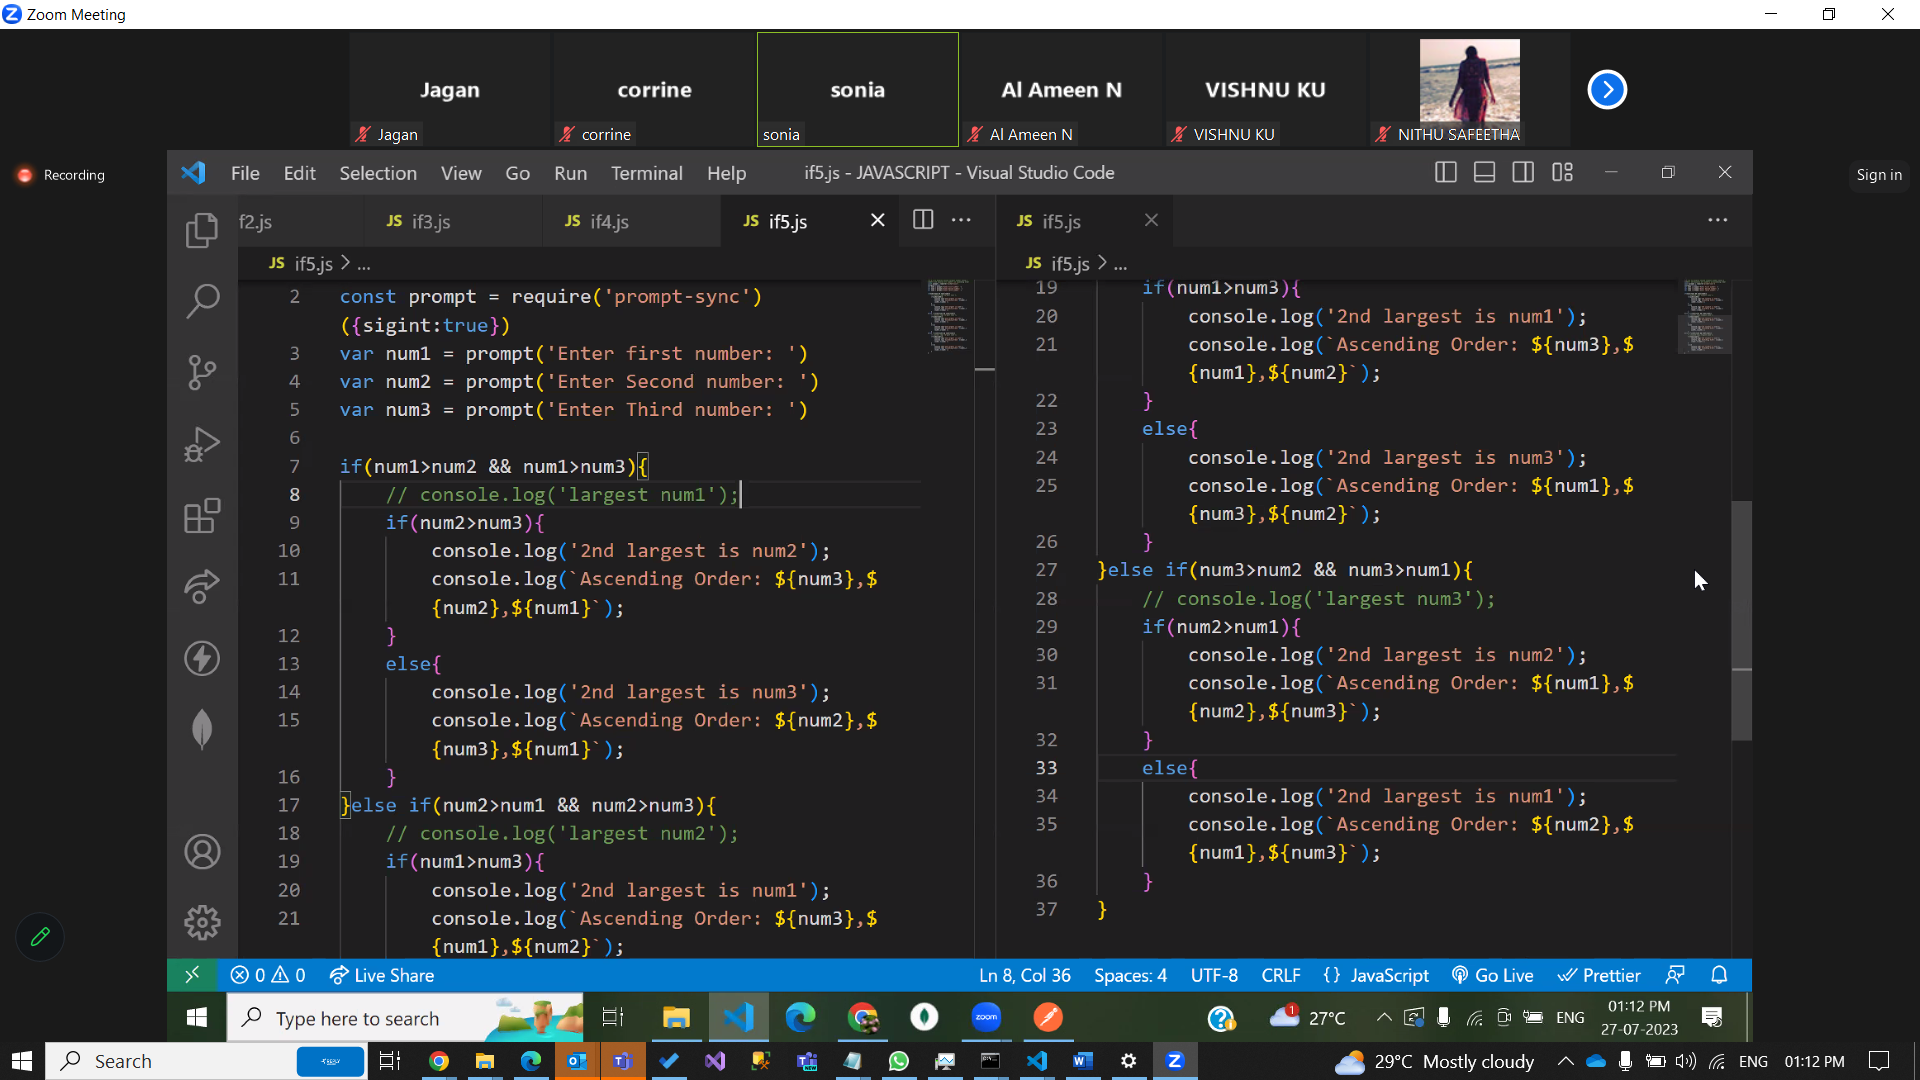 Zoom Meeting
Jagan
corrine
sonia
Al Ameen N
VISHNU KU
Jagan
corrine
sonia
Al Ameen N
VISHNU KU
NITHU SAFEETHA
Recording
Sign in
File Edit Selection View Go Run Terminal Help
if5.js - JAVASCRIPT - Visual Studio Code
f2.js
JS if3.js
JS if4.js
JS if5.js
JS if5.js > ...
2 const prompt = require('prompt-sync')
({sigint:true})
3 var num1 = prompt('Enter first number: ')
4 var num2 = prompt('Enter Second number: ')
5 var num3 = prompt('Enter Third number: ')
6
7 if(num1>num2 && num1>num3){
8 // console.log('largest num1');
9 if(num2>num3){
10 console.log('2nd largest is num2');
11 console.log(`Ascending Order: ${num3},$
{num2},${num1}`);
12 }
13 else{
14 console.log('2nd largest is num3');
15 console.log(`Ascending Order: ${num2},$
{num3},${num1}`);
16 }
17 }else if(num2>num1 && num2>num3){
18 // console.log('largest num2');
19 if(num1>num3){
20 console.log('2nd largest is num1');
21 console.log(`Ascending Order: ${num3},$
{num1},${num2}`);
JS if5.js
JS if5.js > ...
19 if(num1>num3){
20 console.log('2nd largest is num1');
21 console.log(`Ascending Order: ${num3},$
{num1},${num2}`);
22 }
23 else{
24 console.log('2nd largest is num3');
25 console.log(`Ascending Order: ${num1},$
{num3},${num2}`);
26 }
27 }else if(num3>num2 && num3>num1){
28 // console.log('largest num3');
29 if(num2>num1){
30 console.log('2nd largest is num2');
31 console.log(`Ascending Order: ${num1},$
{num2},${num3}`);
32 }
33 else{
34 console.log('2nd largest is num1');
35 console.log(`Ascending Order: ${num2},$
{num1},${num3}`);
36 }
37 }
0 0 Live Share
Ln 8, Col 36 Spaces: 4 UTF-8 CRLF {} JavaScript Go Live Prettier
Type here to search
zoom
1
27°C
ENG
01:12 PM
27-07-2023
Search
29°C Mostly cloudy
ENG
01:12 PM